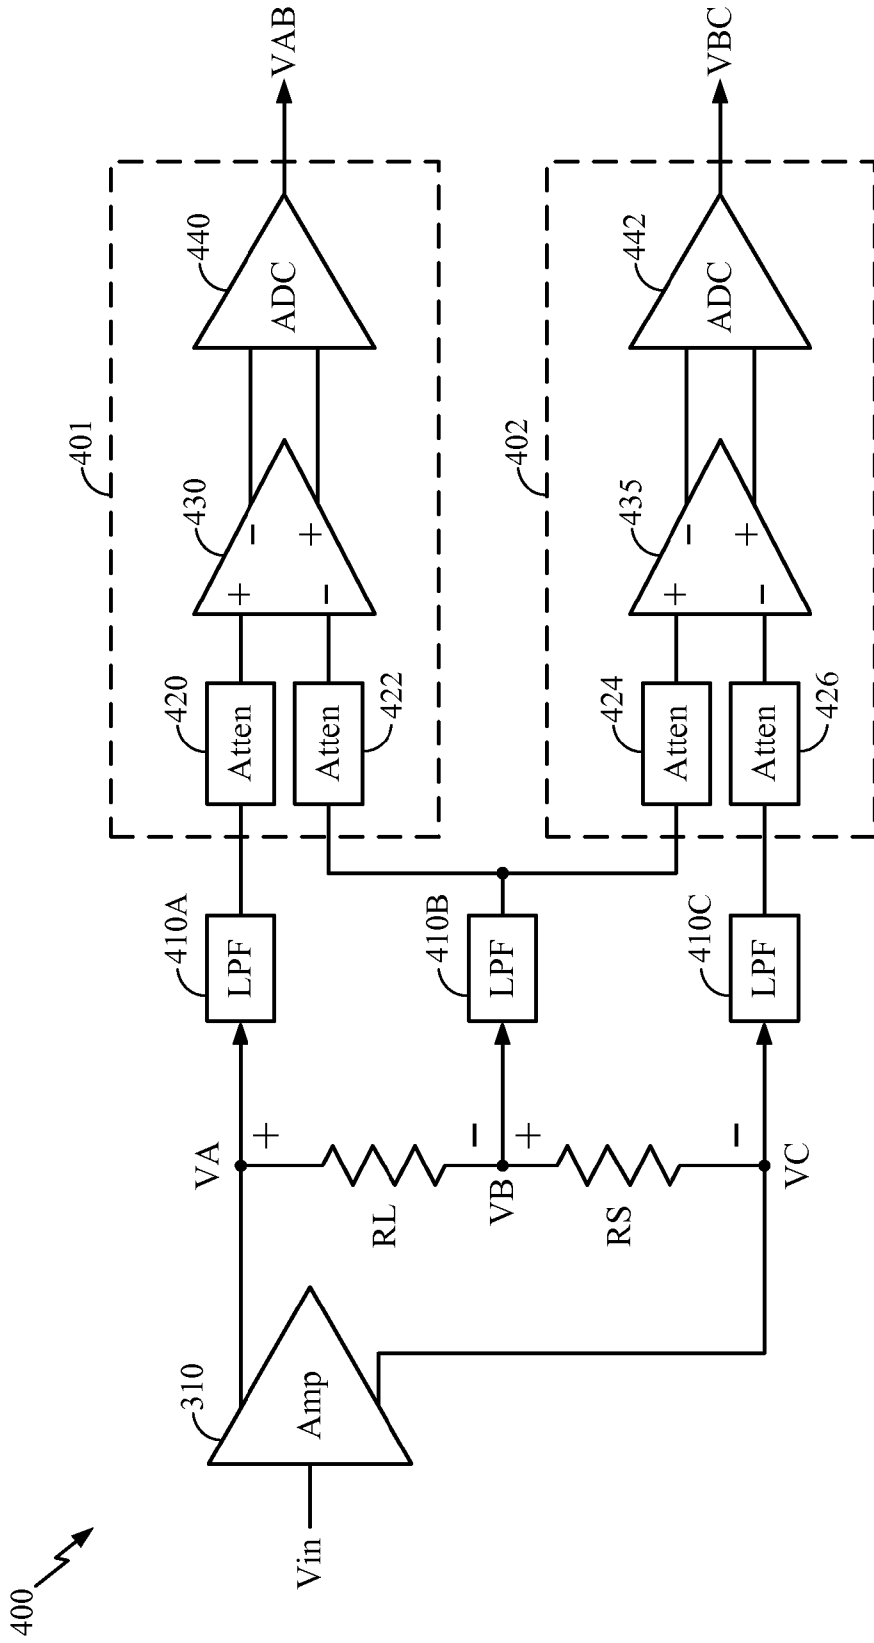 400
Vin
310
Amp
VA
+
RL
−
VB
+
RS
−
VC
410A
LPF
410B
LPF
410C
LPF
401
420
Atten
422
Atten
430
+
−
−
+
440
ADC
VAB
402
424
Atten
426
Atten
435
+
−
−
+
442
ADC
VBC